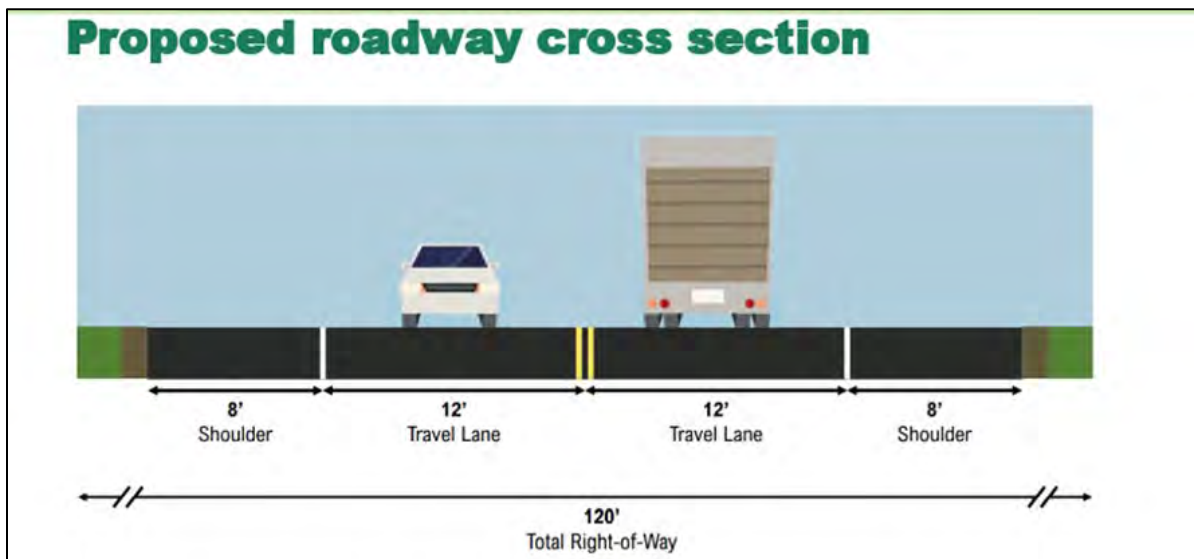 Proposed roadway cross section
8’
Shoulder
12’
Travel Lane
12’
Travel Lane
8’
Shoulder
120’
Total Right-of-Way